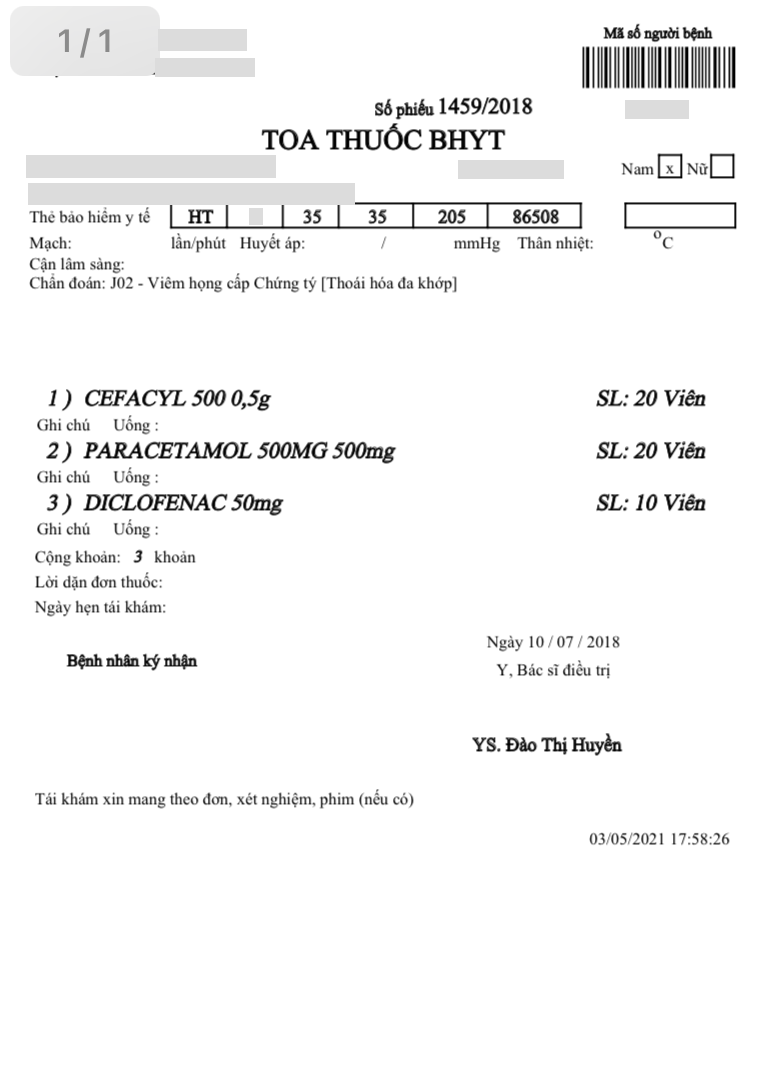 1/1
Mã số người bệnh
Số phiếu 1459/2018
TOA THUỐC BHYT
Nam x Nữ
Thẻ bảo hiểm y tế HT 35 35 205 86508
Mạch: lần/phút Huyết áp: / mmHg Thân nhiệt: °C
Cận lâm sàng:
Chẩn đoán: J02 - Viêm họng cấp Chứng tý [Thoái hóa đa khớp]
1 ) CEFACYL 500 0,5g SL: 20 Viên
Ghi chú Uống :
2 ) PARACETAMOL 500MG 500mg SL: 20 Viên
Ghi chú Uống :
3 ) DICLOFENAC 50mg SL: 10 Viên
Ghi chú Uống :
Cộng khoản: 3 khoản
Lời dặn đơn thuốc:
Ngày hẹn tái khám:
Ngày 10 / 07 / 2018
Bệnh nhân ký nhận
Y, Bác sĩ điều trị
YS. Đào Thị Huyền
Tái khám xin mang theo đơn, xét nghiệm, phim (nếu có)
03/05/2021 17:58:26